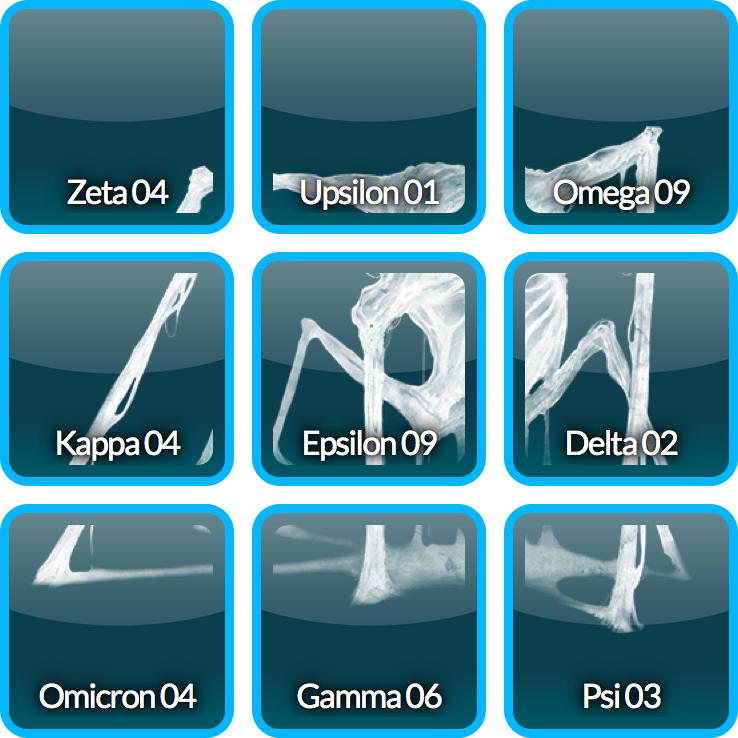 Zeta 04
Upsilon 01
Omega 09
Kappa 04
Epsilon 09
Delta 02
Omicron 04
Gamma 06
Psi 03